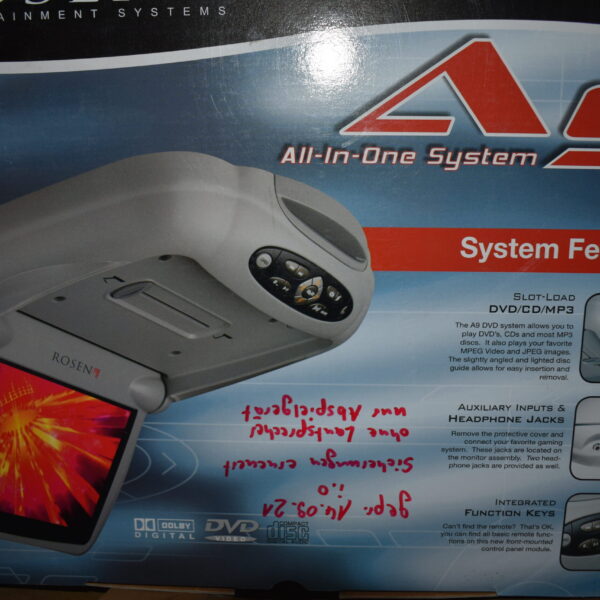 AINMENT SYSTEMS
A9
All-In-One System
System Fe
SLOT-LOAD
DVD/CD/MP3
The A9 DVD system allows you to
play DVD's, CDs and most MP3
discs. It also plays your favorite
MPEG Video and JPEG images.
The slightly angled and lighted disc
guide allows for easy insertion and
removal.
AUXILIARY INPUTS &
HEADPHONE JACKS
Remove the protective cover and
connect your favorite gaming
system. These jacks are located on
the monitor assembly. Two head-
phone jacks are provided as well.
INTEGRATED
FUNCTION KEYS
Can't find the remote? That's OK,
you can find all basic remote func-
tions on this new front-mounted
control panel module.
ROSEN
gepr. 14.09.21
i.O
Sicherungen erneuert
ohne Lautsprecher
nur Abspielgerät
DOLBY
DIGITAL
DVD
VIDEO
COMPACT
disc